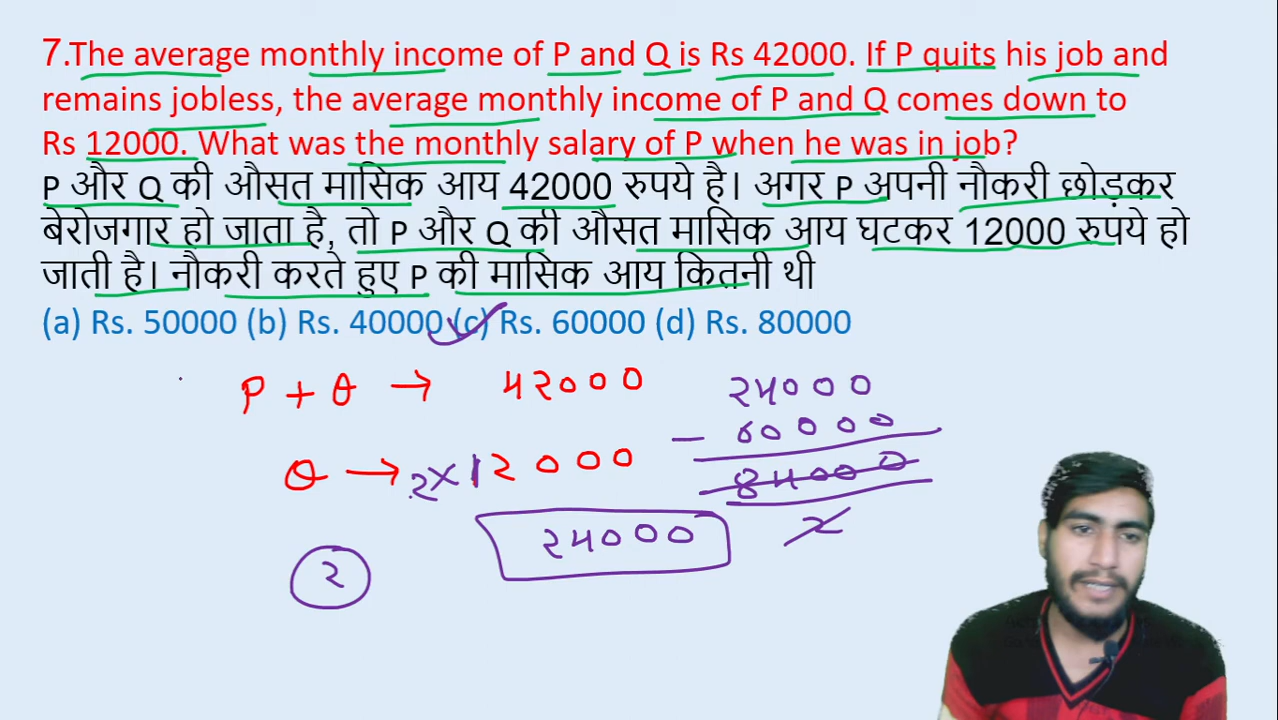 7.The average monthly income of P and Q is Rs 42000. If P quits his job and
remains jobless, the average monthly income of P and Q comes down to
Rs 12000. What was the monthly salary of P when he was in job?
P और Q की औसत मासिक आय 42000 रुपये है। अगर P अपनी नौकरी छोड़कर
बेरोजगार हो जाता है, तो P और Q की औसत मासिक आय घटकर 12000 रुपये हो
जाती है। नौकरी करते हुए P की मासिक आय कितनी थी
(a) Rs. 50000 (b) Rs. 40000 (c) Rs. 60000 (d) Rs. 80000
P + Q → 42000
24000
- 60000
Q → 2×12000
84000
24000
2
2